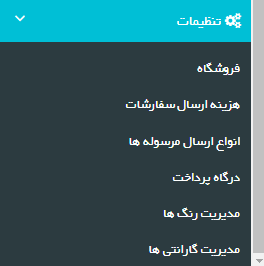 تنظیمات
فروشگاه
هزینه ارسال سفارشات
انواع ارسال مرسوله ها
درگاه پرداخت
مدیریت رنگ ها
مدیریت گارانتی ها